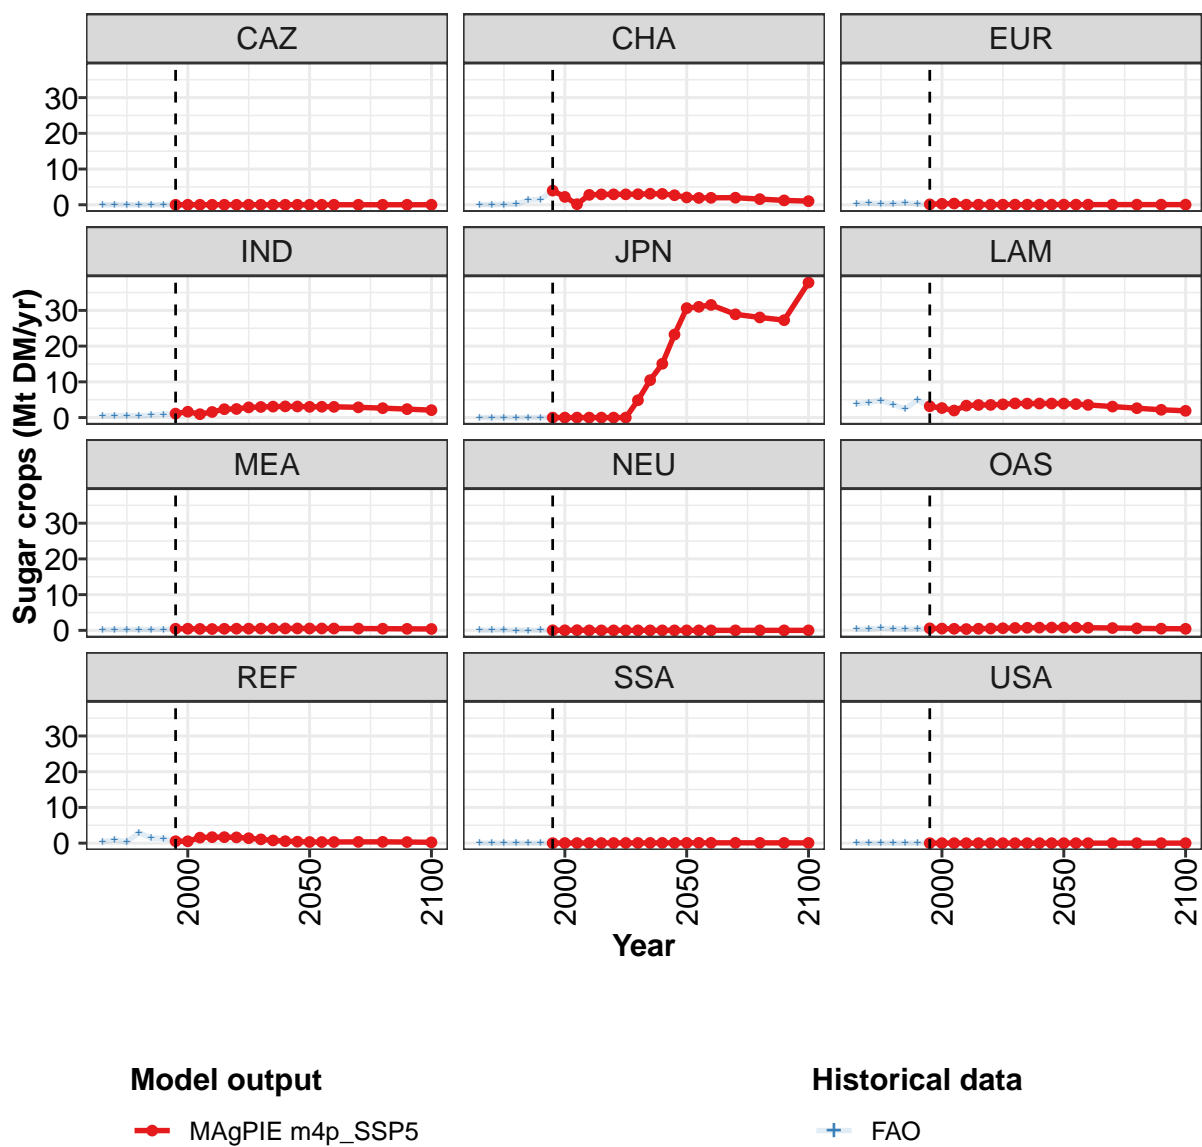 CAZ CHA EUR
30
20
10
0
IND JPN LAM
30
20
10
0
MEA NEU OAS
30
20
10
0
REF SSA USA
30
20
10
0
Sugar crops (Mt DM/yr)
2000 2050 2100 2000 2050 2100 2000 2050 2100
Year
Model output Historical data
MAgPIE m4p_SSP5 FAO